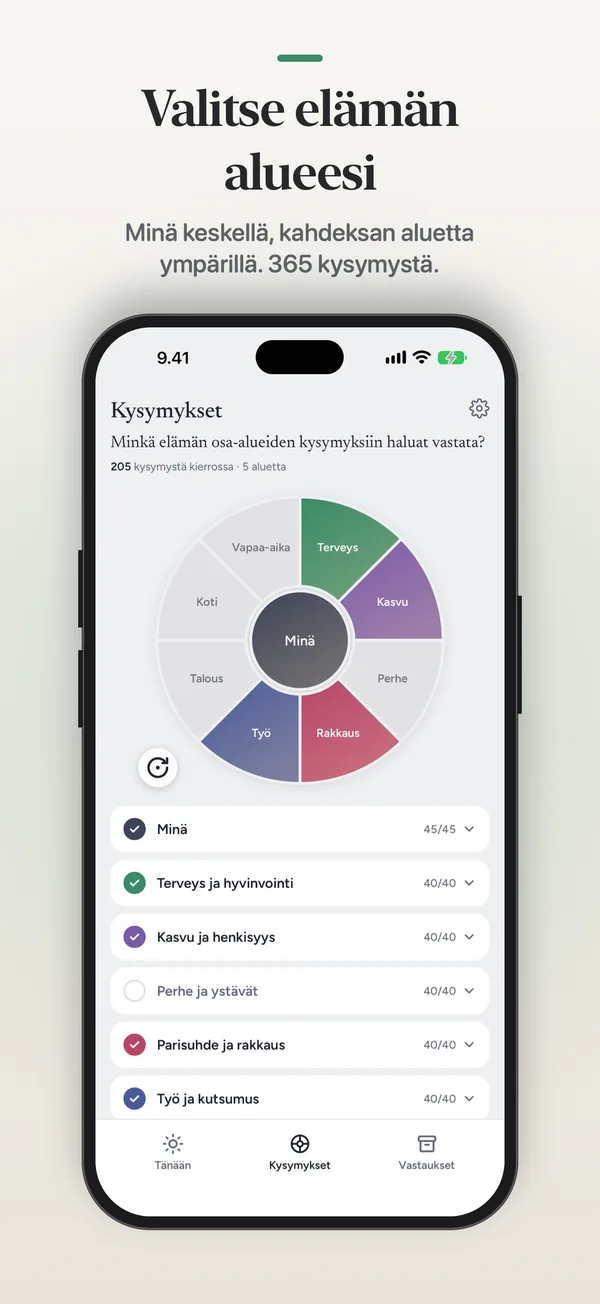 Valitse elämän
alueesi
Minä keskellä, kahdeksan aluetta
ympärillä. 365 kysymystä.
9.41
Kysymykset
Minkä elämän osa-alueiden kysymyksiin haluat vastata?
205 kysymystä kierrossa · 5 aluetta
Vapaa-aika
Terveys
Koti
Kasvu
Minä
Talous
Perhe
Työ
Rakkaus
Minä 45/45
Terveys ja hyvinvointi 40/40
Kasvu ja henkisyys 40/40
Perhe ja ystävät 40/40
Parisuhde ja rakkaus 40/40
Työ ja kutsumus 40/40
Tänään
Kysymykset
Vastaukset